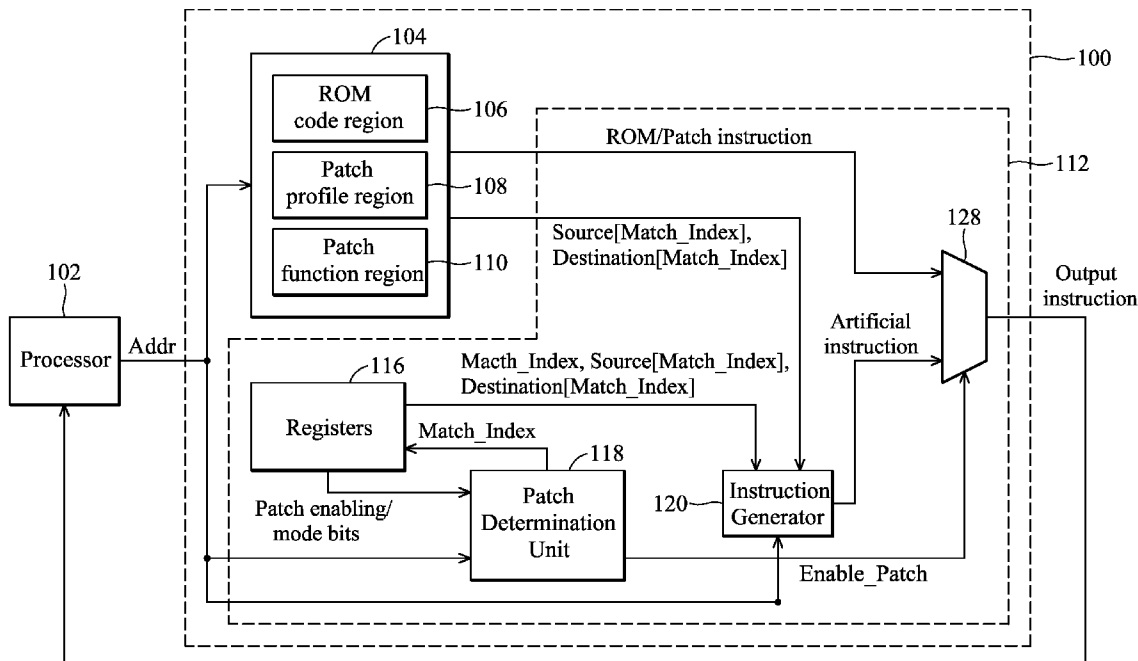 104
100
ROM
code region
106
ROM/Patch instruction
112
Patch
profile region
108
Source[Match_Index],
Destination[Match_Index]
128
Patch
function region
110
Output
instruction
102
Processor
Addr
Artificial
instruction
116
Macth_Index, Source[Match_Index],
Destination[Match_Index]
Registers
Match_Index
118
Patch enabling/
mode bits
Patch
Determination
Unit
120
Instruction
Generator
Enable_Patch